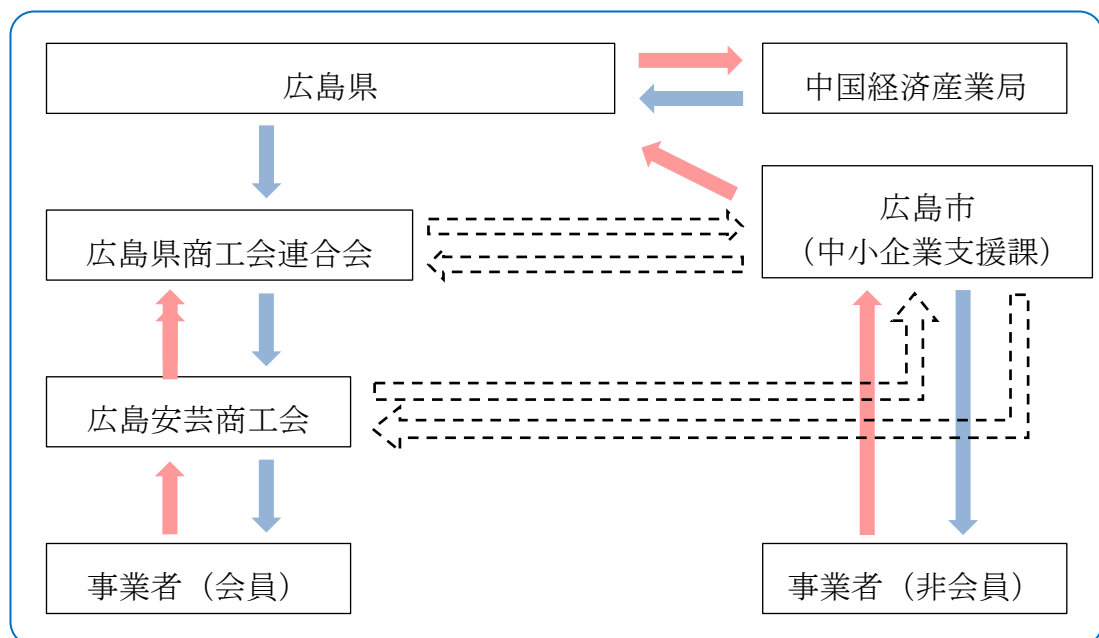 広島県
中国経済産業局
広島県商工会連合会
広島市
（中小企業支援課）
広島安芸商工会
事業者（会員）
事業者（非会員）